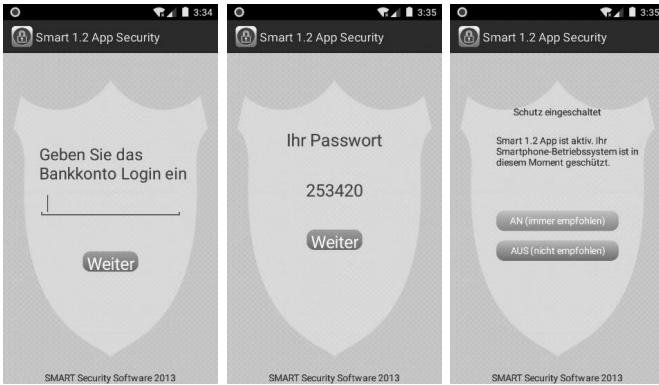 3:34
Smart 1.2 App Security
Geben Sie das
Bankkonto Login ein
Weiter
SMART Security Software 2013
3:35
Smart 1.2 App Security
Ihr Passwort
253420
Weiter
SMART Security Software 2013
3:35
Smart 1.2 App Security
Schutz eingeschaltet
Smart 1.2 App ist aktiv. Ihr
Smartphone-Betriebssystem ist in
diesem Moment geschützt.
AN (immer empfohlen)
AUS (nicht empfohlen)
SMART Security Software 2013